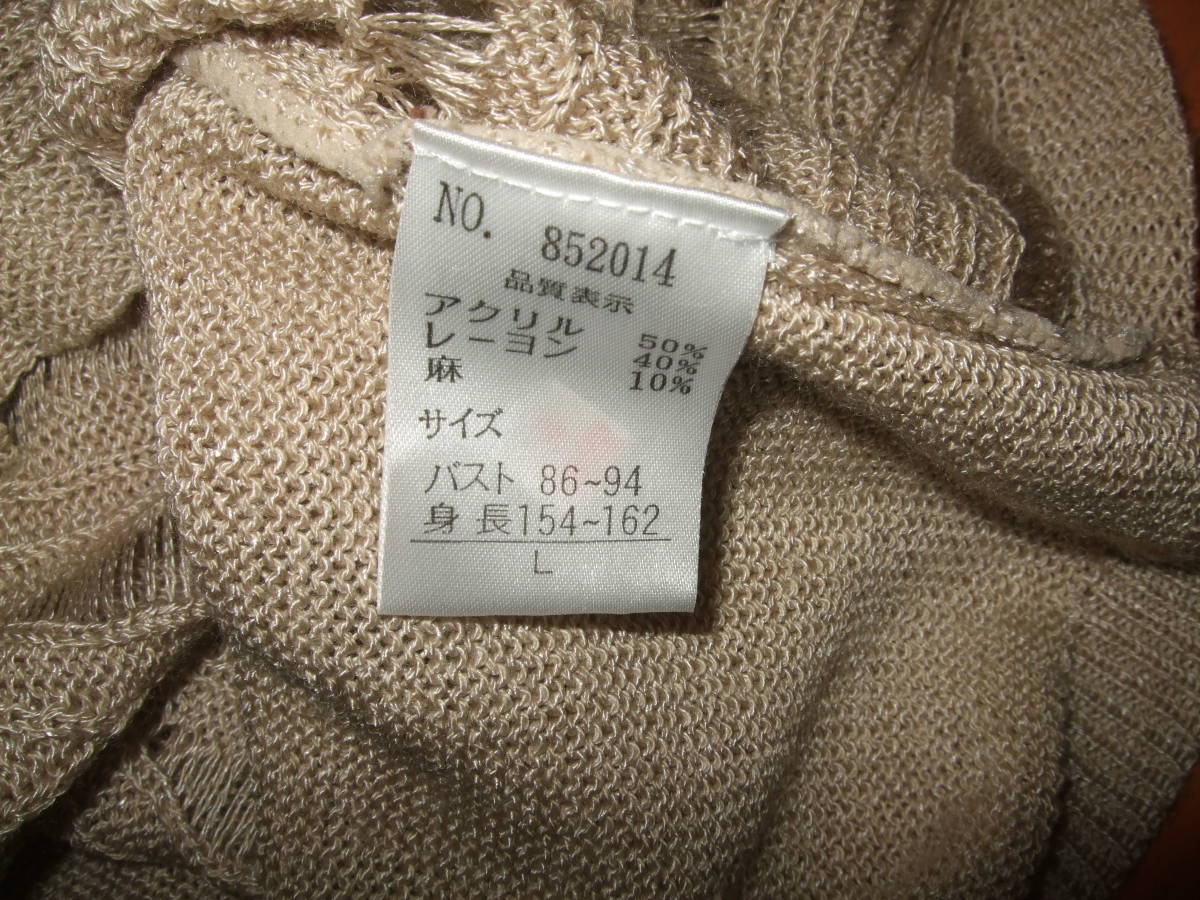 NO. 852014
品質表示
アクリル 50%
レーヨン 40%
麻 10%
サイズ
バスト 86~94
身長154~162
L